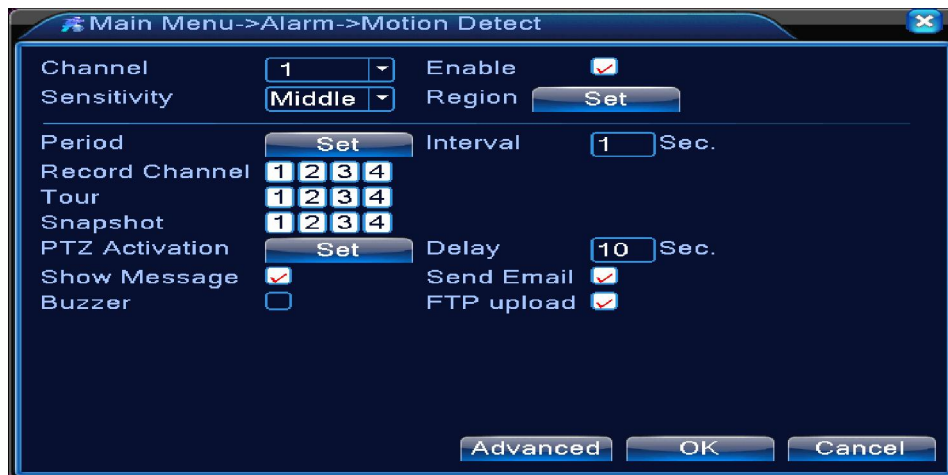 Main Menu->Alarm->Motion Detect
Channel 1 Enable
Sensitivity Middle Region Set
Period Set Interval 1 Sec.
Record Channel 1 2 3 4
Tour 1 2 3 4
Snapshot 1 2 3 4
PTZ Activation Set Delay 10 Sec.
Show Message Send Email
Buzzer FTP upload
Advanced OK Cancel